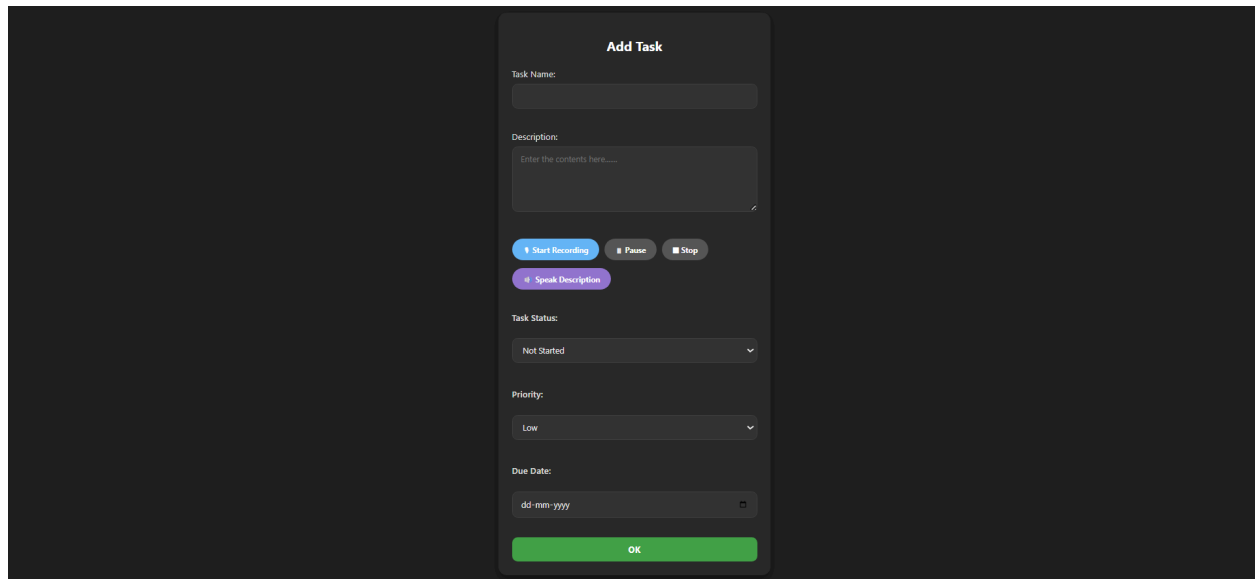 Add Task
Task Name:
Description:
Enter the contents here......
Start Recording Pause Stop
Speak Description
Task Status:
Not Started
Priority:
Low
Due Date:
dd-mm-yyyy
OK